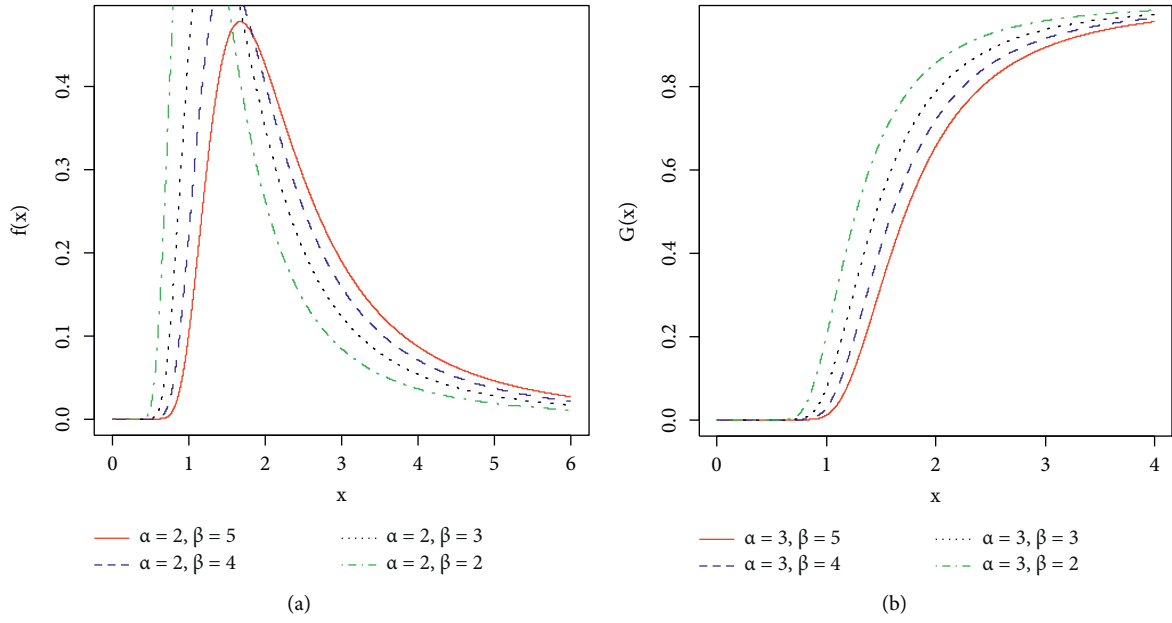 f(x)
0.4
0.3
0.2
0.1
0.0
0 1 2 3 4 5 6
x
α = 2, β = 5
α = 2, β = 3
α = 2, β = 4
α = 2, β = 2
(a)
G(x)
0.8
0.6
0.4
0.2
0.0
0 1 2 3 4
x
α = 3, β = 5
α = 3, β = 3
α = 3, β = 4
α = 3, β = 2
(b)